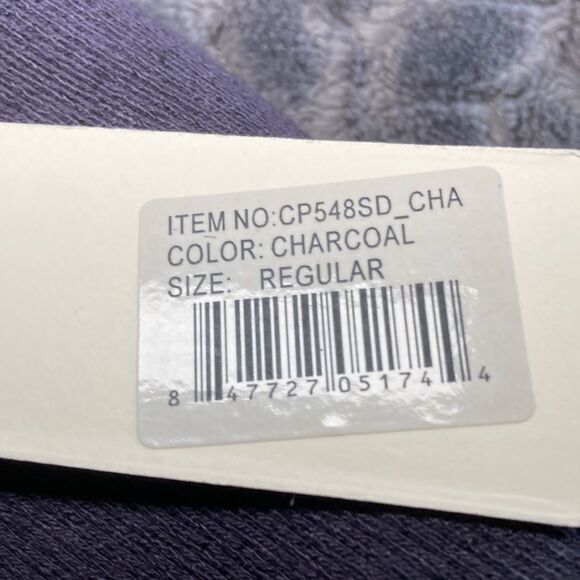 ITEM NO:CP548SD_CHA
COLOR: CHARCOAL
SIZE: REGULAR
8 47727 05174 4